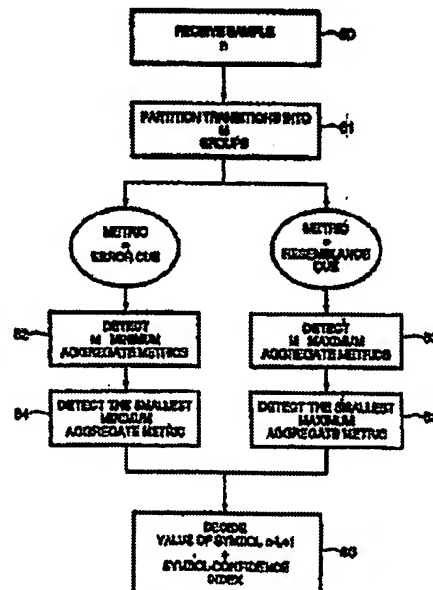 RECEIVE SAMPLE
n
60
PARTITION TRANSITIONS INTO
M
GROUPS
61
METRIC
=
ERROR CUE
METRIC
=
RESEMBLANCE
CUE
DETECT
M MINIMUM
AGGREGATE METRICS
DETECT
M MAXIMUM
AGGREGATE METRICS
64
DETECT THE SMALLEST
MINIMUM
AGGREGATE METRIC
DETECT THE SMALLEST
MAXIMUM
AGGREGATE METRIC
DECIDE
VALUE OF SYMBOL
+
SYMBOL-CONFIDENCE
INDEX